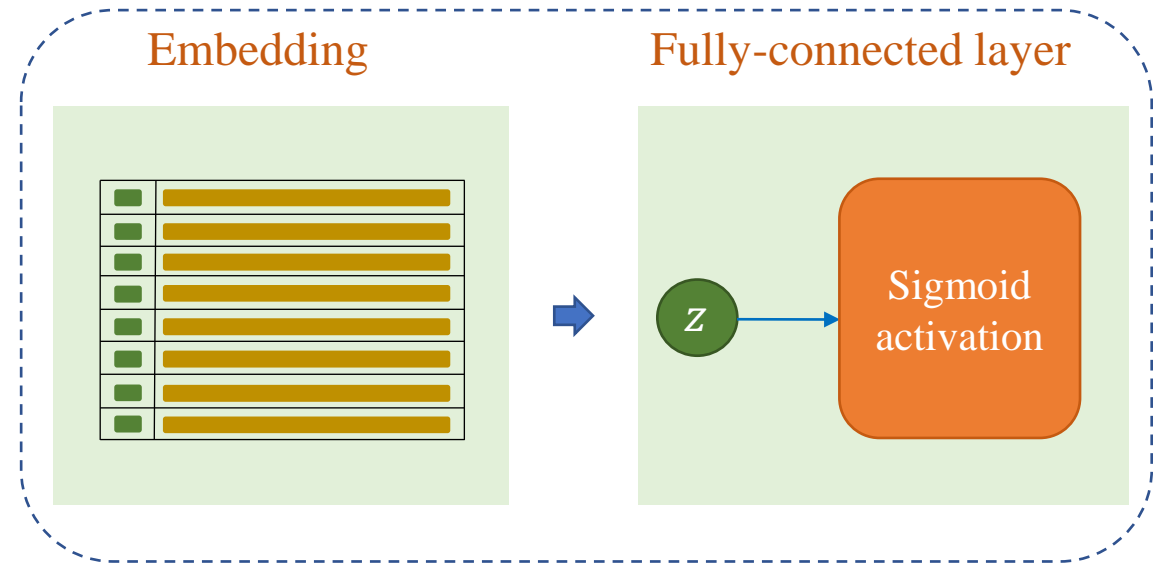 Embedding
Fully-connected layer
z
Sigmoid
activation